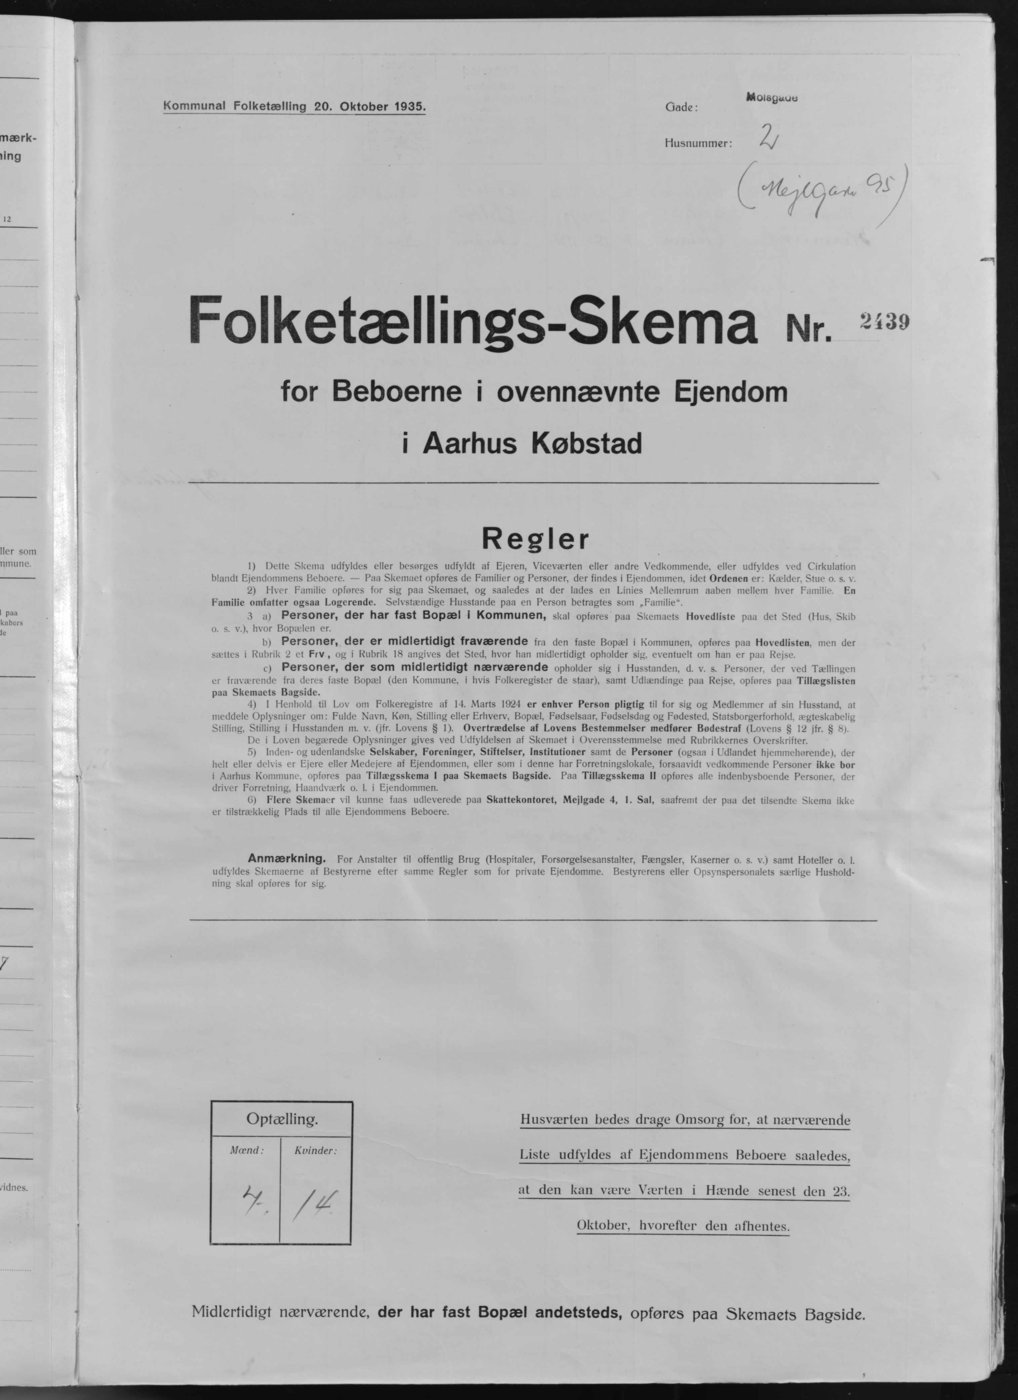 mærk-
ning
12
ller som
mmune.
l paa
kabers
de
7
vidnes.
Kommunal Folketælling 20. Oktober 1935.
Gade: Molsgade
Husnummer: 2
(Mejlgade 95)
Folketællings-Skema Nr. 2439
for Beboerne i ovennævnte Ejendom
i Aarhus Købstad
Regler
1) Dette Skema udfyldes eller besørges udfyldt af Ejeren, Viceværten eller andre Vedkommende, eller udfyldes ved Cirkulation
blandt Ejendommens Beboere. — Paa Skemaet opføres de Familier og Personer, der findes i Ejendommen, idet Ordenen er: Kælder, Stue o. s. v.
2) Hver Familie opføres for sig paa Skemaet, og saaledes at der lades en Linies Mellemrum aaben mellem hver Familie. En
Familie omfatter ogsaa Logerende. Selvstændige Husstande paa en Person betragtes som „Familie“.
3 a) Personer, der har fast Bopæl i Kommunen, skal opføres paa Skemaets Hovedliste paa det Sted (Hus, Skib
o. s. v.), hvor Bopælen er.
b) Personer, der er midlertidigt fraværende fra den faste Bopæl i Kommunen, opføres paa Hovedlisten, men der
sættes i Rubrik 2 et Frv, og i Rubrik 18 angives det Sted, hvor han midlertidigt opholder sig, eventuelt om han er paa Rejse.
c) Personer, der som midlertidigt nærværende opholder sig i Husstanden, d. v. s. Personer, der ved Tællingen
er fraværende fra deres faste Bopæl (den Kommune, i hvis Folkeregister de staar), samt Udlændinge paa Rejse, opføres paa Tillægslisten
paa Skemaets Bagside.
4) I Henhold til Lov om Folkeregistre af 14. Marts 1924 er enhver Person pligtig til for sig og Medlemmer af sin Husstand, at
meddele Oplysninger om: Fulde Navn, Køn, Stilling eller Erhverv, Bopæl, Fødselsaar, Fødselsdag og Fødested, Statsborgerforhold, ægteskabelig
Stilling, Stilling i Husstanden m. v. (jfr. Lovens § 1). Overtrædelse af Lovens Bestemmelser medfører Bødestraf (Lovens § 12 jfr. § 8).
De i Loven begærede Oplysninger gives ved Udfyldelsen af Skemaet i Overensstemmelse med Rubrikkernes Overskrifter.
5) Inden- og udenlandske Selskaber, Foreninger, Stiftelser, Institutioner samt de Personer (ogsaa i Udlandet hjemmehørende), der
helt eller delvis er Ejere eller Medejere af Ejendommen, eller som i denne har Forretningslokale, forsaavidt vedkommende Personer ikke bor
i Aarhus Kommune, opføres paa Tillægsskema I paa Skemaets Bagside. Paa Tillægsskema II opføres alle indenbysboende Personer, der
driver Forretning, Haandværk o. l. i Ejendommen.
6) Flere Skemaer vil kunne faas udleverede paa Skattekontoret, Mejlgade 4, 1. Sal, saafremt der paa det tilsendte Skema ikke
er tilstrækkelig Plads til alle Ejendommens Beboere.
Anmærkning. For Anstalter til offentlig Brug (Hospitaler, Forsørgelsesanstalter, Fængsler, Kaserner o. s. v.) samt Hoteller o. l.
udfyldes Skemaerne af Bestyrerne efter samme Regler som for private Ejendomme. Bestyrerens eller Opsynspersonalets særlige Hushold-
ning skal opføres for sig.
Optælling.
Mænd: Kvinder:
7. 14
Husværten bedes drage Omsorg for, at nærværende
Liste udfyldes af Ejendommens Beboere saaledes,
at den kan være Værten i Hænde senest den 23.
Oktober, hvorefter den afhentes.
Midlertidigt nærværende, der har fast Bopæl andetsteds, opføres paa Skemaets Bagside.